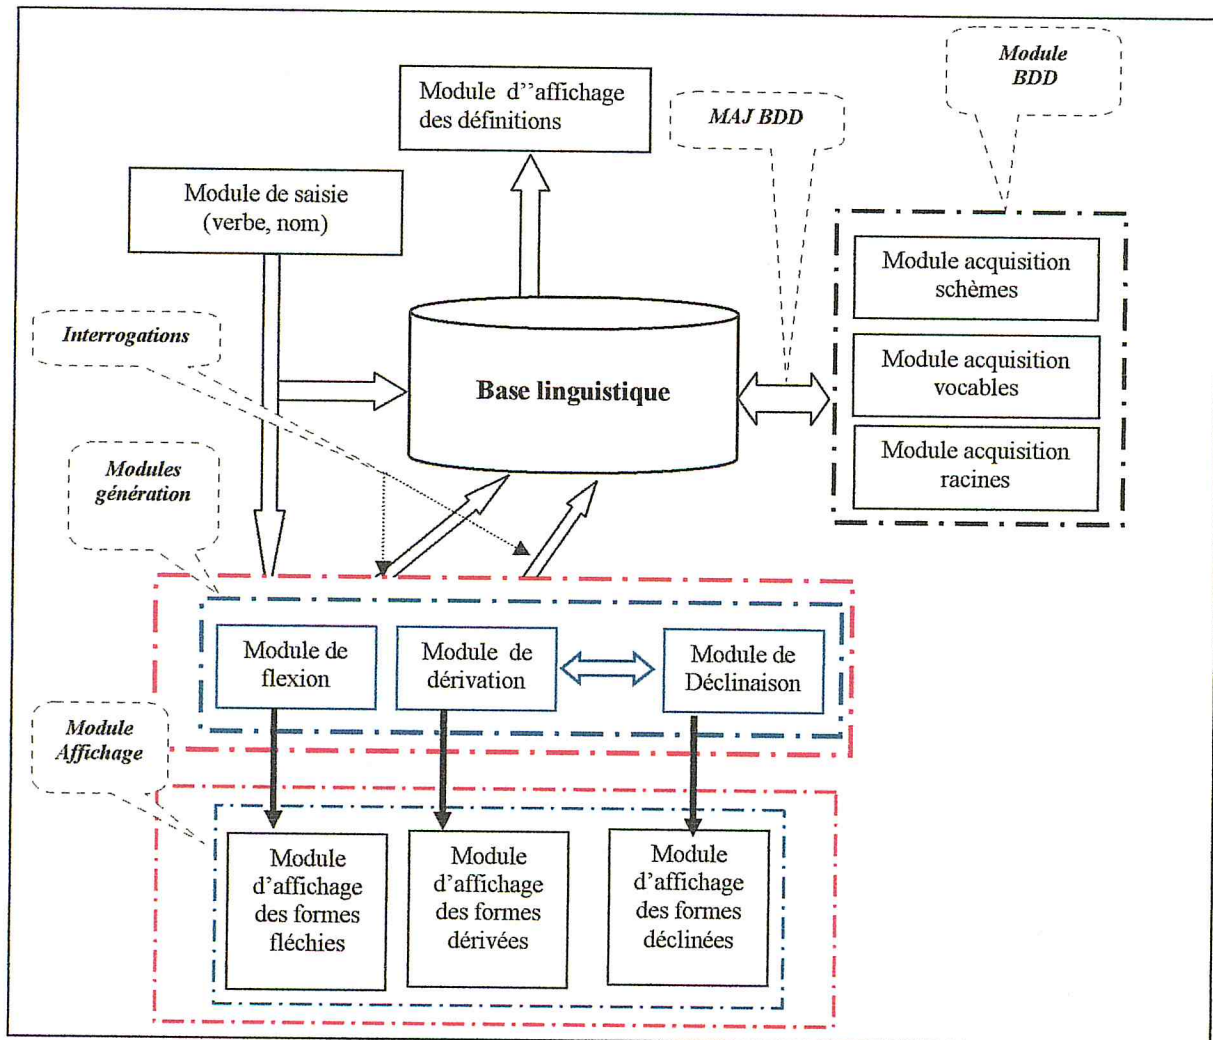 Module
BDD
Module d''affichage
des définitions
MAJ BDD
Module de saisie
(verbe, nom)
Module acquisition
schèmes
Interrogations
Module acquisition
vocables
Base linguistique
Module acquisition
racines
Modules
génération
Module de
flexion
Module de
dérivation
Module de
Déclinaison
Module
Affichage
Module
d'affichage
des formes
fléchies
Module
d'affichage
des formes
dérivées
Module
d'affichage
des formes
déclinées